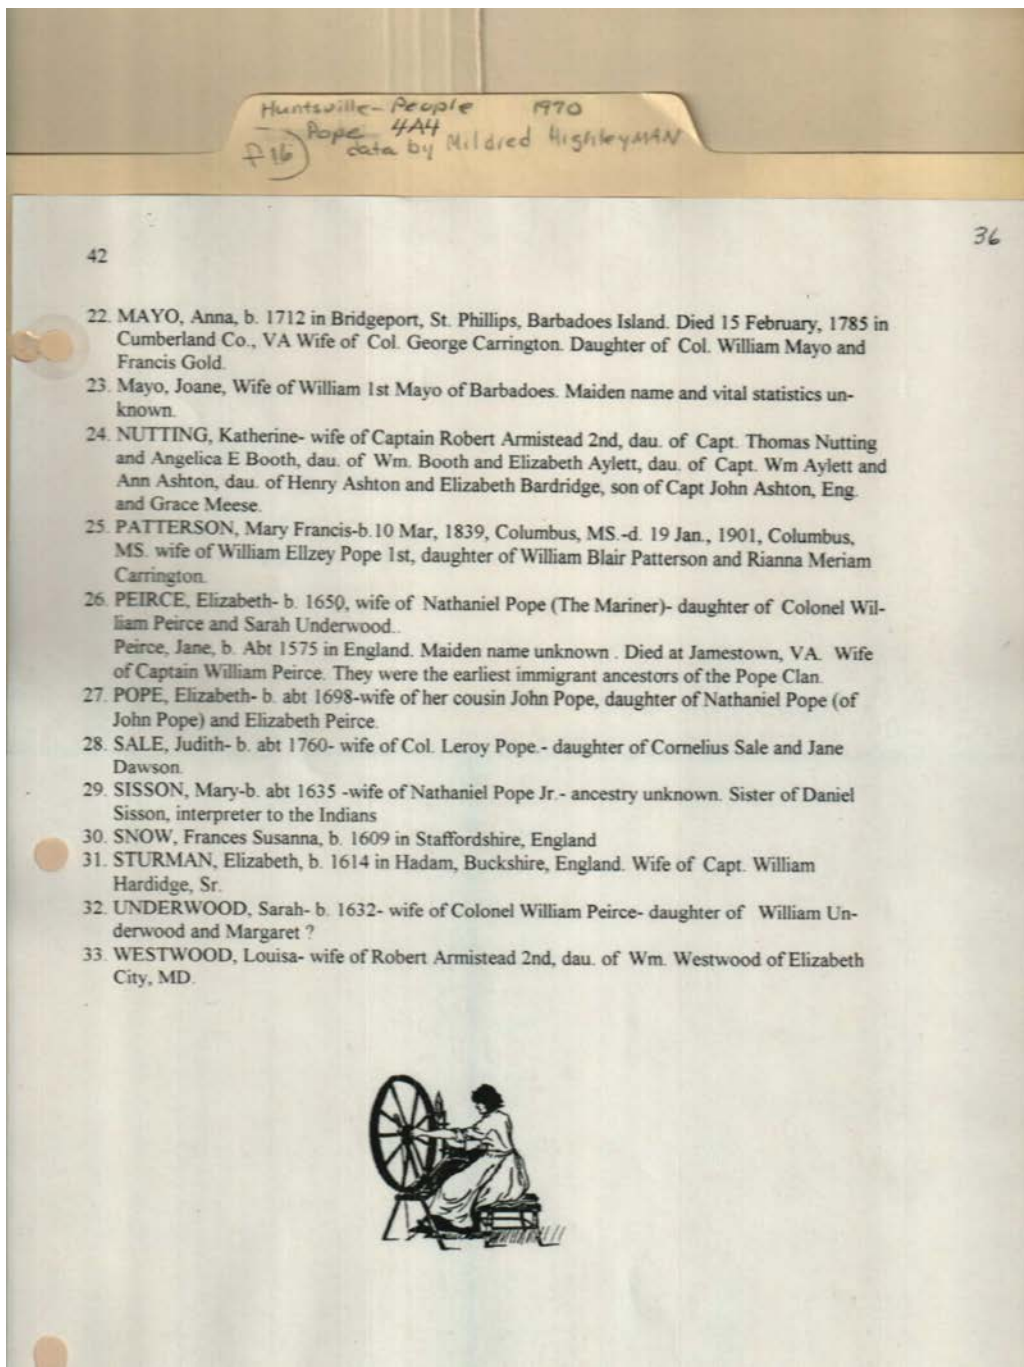 Huntsville- People 1970
Pope 4A4
F16) data by Mildred HighleyMAN
36
42
22. MAYO, Anna, b. 1712 in Bridgeport, St. Phillips, Barbadoes Island. Died 15 February, 1785 in
Cumberland Co., VA Wife of Col. George Carrington. Daughter of Col. William Mayo and
Francis Gold.
23. Mayo, Joane, Wife of William 1st Mayo of Barbadoes. Maiden name and vital statistics un-
known.
24. NUTTING, Katherine- wife of Captain Robert Armistead 2nd, dau. of Capt. Thomas Nutting
and Angelica E Booth, dau. of Wm. Booth and Elizabeth Aylett, dau. of Capt. Wm Aylett and
Ann Ashton, dau. of Henry Ashton and Elizabeth Bardridge, son of Capt John Ashton, Eng.
and Grace Meese.
25. PATTERSON, Mary Francis-b.10 Mar, 1839, Columbus, MS.-d. 19 Jan., 1901, Columbus,
MS. wife of William Ellzey Pope 1st, daughter of William Blair Patterson and Rianna Meriam
Carrington.
26. PEIRCE, Elizabeth- b. 1650, wife of Nathaniel Pope (The Mariner)- daughter of Colonel Wil-
liam Peirce and Sarah Underwood..
Peirce, Jane, b. Abt 1575 in England. Maiden name unknown . Died at Jamestown, VA. Wife
of Captain William Peirce. They were the earliest immigrant ancestors of the Pope Clan.
27. POPE, Elizabeth- b. abt 1698-wife of her cousin John Pope, daughter of Nathaniel Pope (of
John Pope) and Elizabeth Peirce.
28. SALE, Judith- b. abt 1760- wife of Col. Leroy Pope.- daughter of Cornelius Sale and Jane
Dawson.
29. SISSON, Mary-b. abt 1635 -wife of Nathaniel Pope Jr.- ancestry unknown. Sister of Daniel
Sisson, interpreter to the Indians
30. SNOW, Frances Susanna, b. 1609 in Staffordshire, England
31. STURMAN, Elizabeth, b. 1614 in Hadam, Buckshire, England. Wife of Capt. William
Hardidge, Sr.
32. UNDERWOOD, Sarah- b. 1632- wife of Colonel William Peirce- daughter of William Un-
derwood and Margaret ?
33. WESTWOOD, Louisa- wife of Robert Armistead 2nd, dau. of Wm. Westwood of Elizabeth
City, MD.